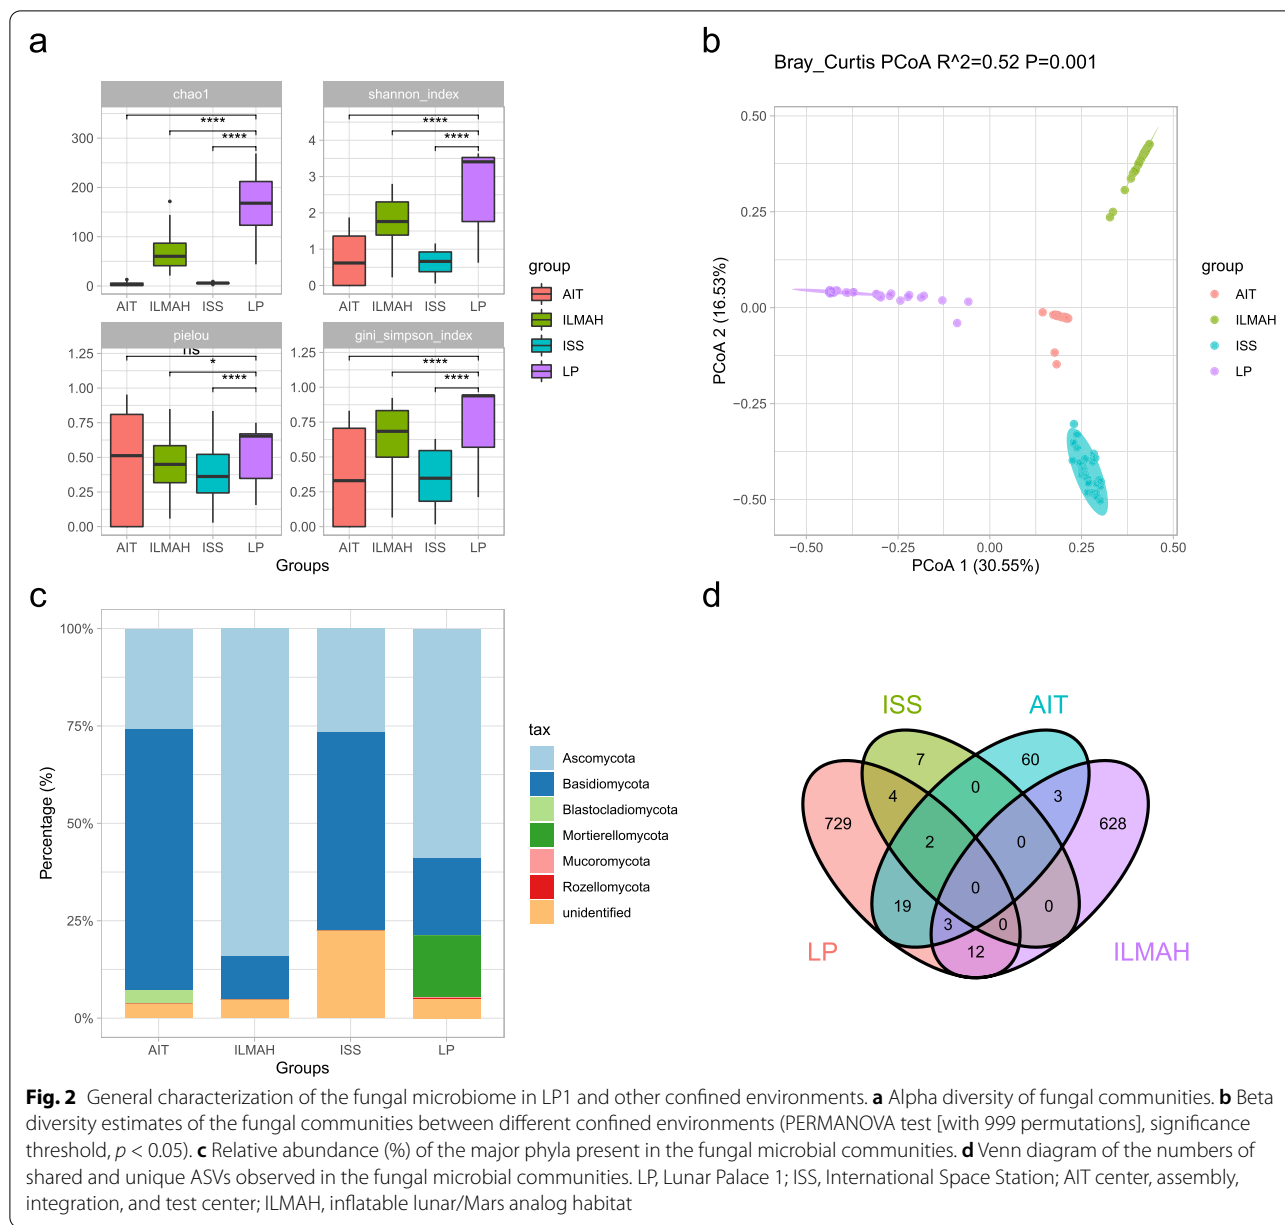 a
chao1
shannon_index
****
****
****
****
****
****
300
200
100
0
4
3
2
1
0
AIT ILMAH ISS LP
AIT ILMAH ISS LP
pielou
gini_simpson_index
ns
*
****
****
****
****
1.25
1.00
0.75
0.50
0.25
0.00
1.25
1.00
0.75
0.50
0.25
0.00
AIT ILMAH ISS LP
AIT ILMAH ISS LP
Groups
group
AIT
ILMAH
ISS
LP
b
Bray_Curtis PCoA R^2=0.52 P=0.001
PCoA 2 (16.53%)
0.50
0.25
0.00
−0.25
−0.50
−0.50 −0.25 0.00 0.25 0.50
PCoA 1 (30.55%)
group
AIT
ILMAH
ISS
LP
c
Percentage (%)
100%
75%
50%
25%
0%
AIT ILMAH ISS LP
Groups
tax
Ascomycota
Basidiomycota
Blastocladiomycota
Mortierellomycota
Mucoromycota
Rozellomycota
unidentified
d
ISS AIT
7 60
4 0 3
729 2 0 628
0
19 3 0 0
12
LP ILMAH
Fig. 2 General characterization of the fungal microbiome in LP1 and other confined environments. a Alpha diversity of fungal communities. b Beta
diversity estimates of the fungal communities between different confined environments (PERMANOVA test [with 999 permutations], significance
threshold, p < 0.05). c Relative abundance (%) of the major phyla present in the fungal microbial communities. d Venn diagram of the numbers of
shared and unique ASVs observed in the fungal microbial communities. LP, Lunar Palace 1; ISS, International Space Station; AIT center, assembly,
integration, and test center; ILMAH, inflatable lunar/Mars analog habitat